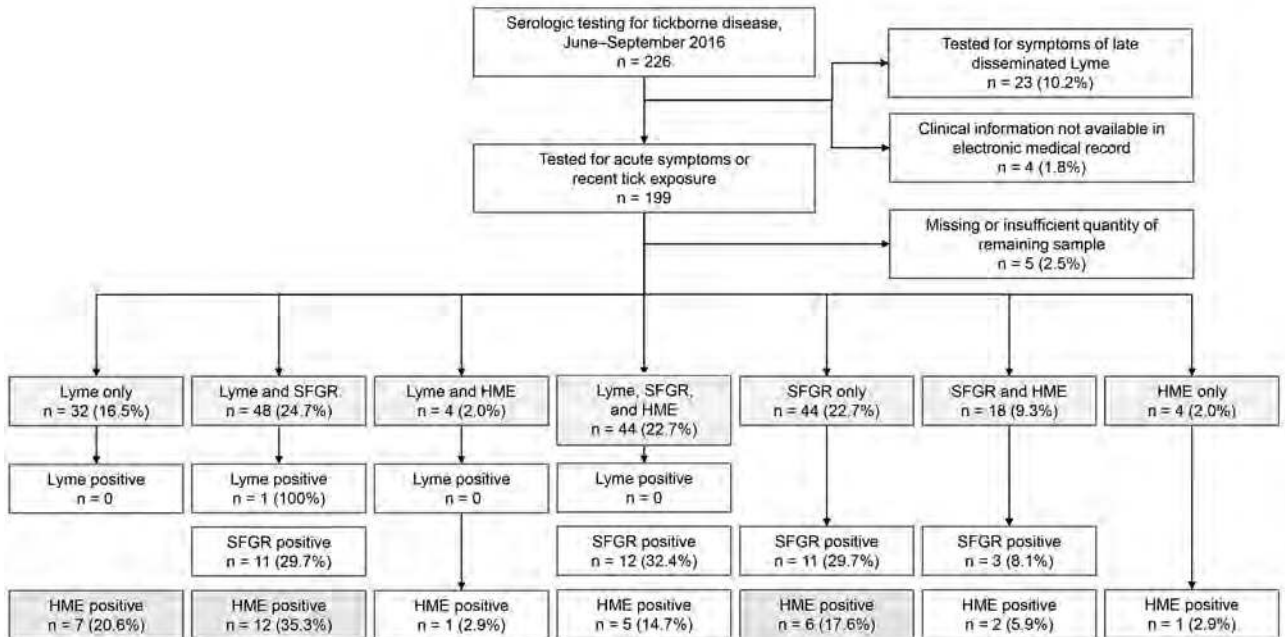 Serologic testing for tickborne disease,
June–September 2016
n = 226
Tested for symptoms of late
disseminated Lyme
n = 23 (10.2%)
Clinical information not available in
electronic medical record
n = 4 (1.8%)
Tested for acute symptoms or
recent tick exposure
n = 199
Missing or insufficient quantity of
remaining sample
n = 5 (2.5%)
Lyme only
n = 32 (16.5%)
Lyme and SFGR
n = 48 (24.7%)
Lyme and HME
n = 4 (2.0%)
Lyme, SFGR,
and HME
n = 44 (22.7%)
SFGR only
n = 44 (22.7%)
SFGR and HME
n = 18 (9.3%)
HME only
n = 4 (2.0%)
Lyme positive
n = 0
Lyme positive
n = 1 (100%)
Lyme positive
n = 0
Lyme positive
n = 0
SFGR positive
n = 11 (29.7%)
SFGR positive
n = 12 (32.4%)
SFGR positive
n = 11 (29.7%)
SFGR positive
n = 3 (8.1%)
HME positive
n = 7 (20.6%)
HME positive
n = 12 (35.3%)
HME positive
n = 1 (2.9%)
HME positive
n = 5 (14.7%)
HME positive
n = 6 (17.6%)
HME positive
n = 2 (5.9%)
HME positive
n = 1 (2.9%)